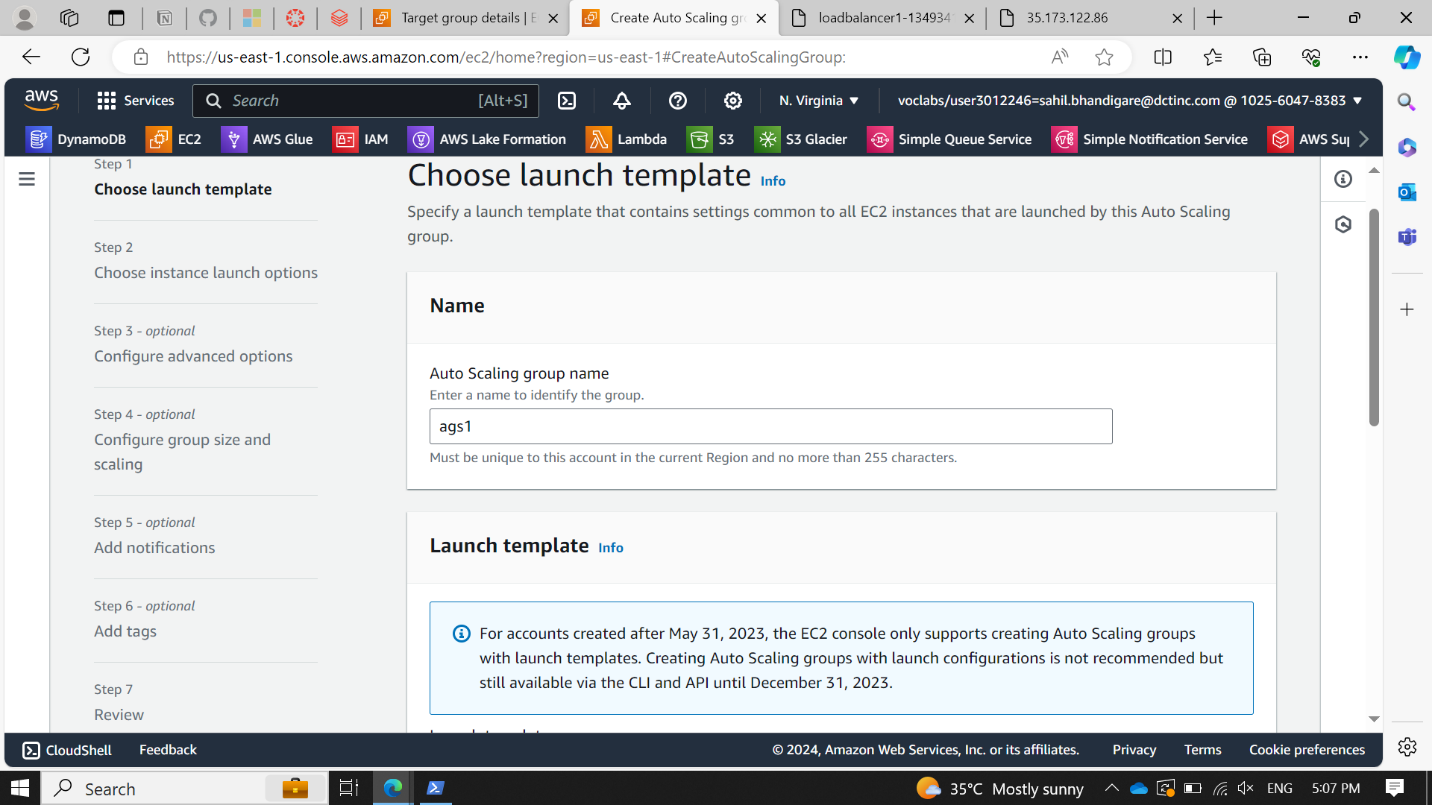 Target group details | E
Create Auto Scaling gr
loadbalancer1-134934
35.173.122.86
https://us-east-1.console.aws.amazon.com/ec2/home?region=us-east-1#CreateAutoScalingGroup:
aws
Services
Search
[Alt+S]
N. Virginia
voclabs/user3012246=sahil.bhandigare@dctinc.com @ 1025-6047-8383
DynamoDB
EC2
AWS Glue
IAM
AWS Lake Formation
Lambda
S3
S3 Glacier
Simple Queue Service
Simple Notification Service
AWS Sup
Step 1
Choose launch template
Step 2
Choose instance launch options
Step 3 - optional
Configure advanced options
Step 4 - optional
Configure group size and
scaling
Step 5 - optional
Add notifications
Step 6 - optional
Add tags
Step 7
Review
Choose launch template Info
Specify a launch template that contains settings common to all EC2 instances that are launched by this Auto Scaling
group.
Name
Auto Scaling group name
Enter a name to identify the group.
ags1
Must be unique to this account in the current Region and no more than 255 characters.
Launch template Info
For accounts created after May 31, 2023, the EC2 console only supports creating Auto Scaling groups
with launch templates. Creating Auto Scaling groups with launch configurations is not recommended but
still available via the CLI and API until December 31, 2023.
CloudShell
Feedback
© 2024, Amazon Web Services, Inc. or its affiliates.
Privacy
Terms
Cookie preferences
Search
35°C Mostly sunny
ENG
5:07 PM